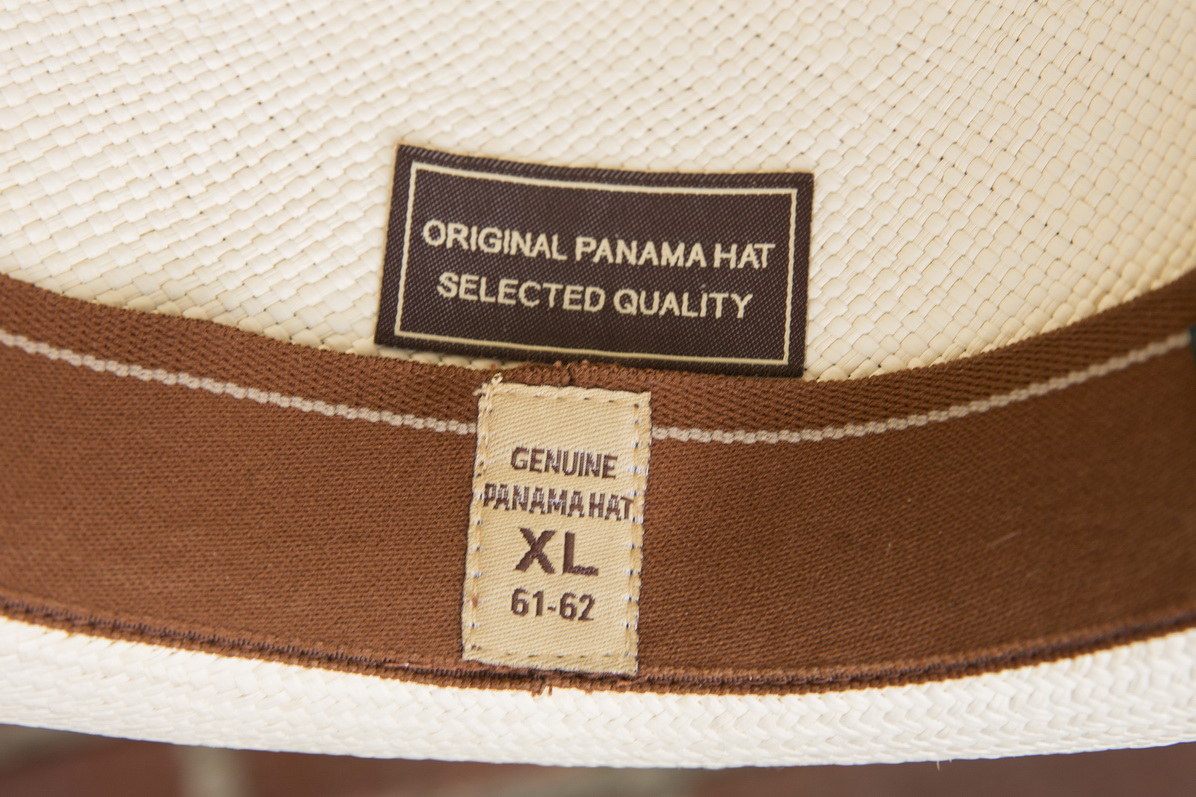 ORIGINAL PANAMA HAT
SELECTED QUALITY
GENUINE
PANAMA HAT
XL
61-62